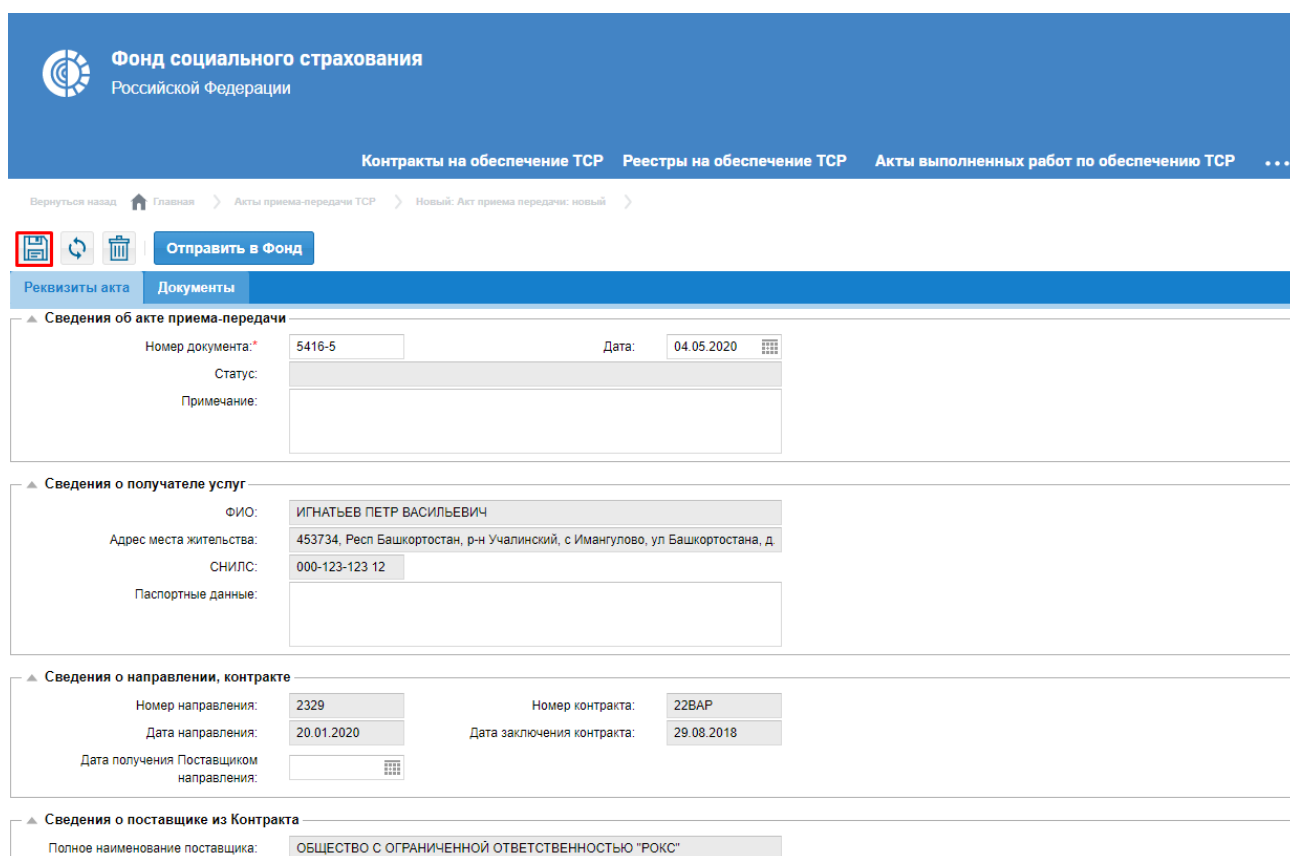 Фонд социального страхования
Российской Федерации
Контракты на обеспечение ТСР Реестры на обеспечение ТСР Акты выполненных работ по обеспечению ТСР ...
Вернуться назад Главная Акты приема-передачи ТСР Новый: Акт приема передачи: новый
Отправить в Фонд
Реквизиты акта Документы
Сведения об акте приема-передачи
Номер документа:* 5416-5 Дата: 04.05.2020
Статус:
Примечание:
Сведения о получателе услуг
ФИО: ИГНАТЬЕВ ПЕТР ВАСИЛЬЕВИЧ
Адрес места жительства: 453734, Респ Башкортостан, р-н Учалинский, с Имангулово, ул Башкортостана, д.
СНИЛС: 000-123-123 12
Паспортные данные:
Сведения о направлении, контракте
Номер направления: 2329 Номер контракта: 22ВАР
Дата направления: 20.01.2020 Дата заключения контракта: 29.08.2018
Дата получения Поставщиком
направления:
Сведения о поставщике из Контракта
Полное наименование поставщика: ОБЩЕСТВО С ОГРАНИЧЕННОЙ ОТВЕТСТВЕННОСТЬЮ "РОКС"